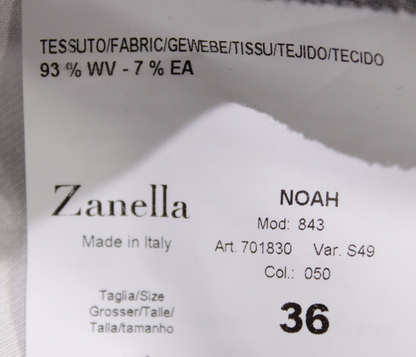 TESSUTO/FABRIC/GEWEBE/TISSU/TEJIDO/TECIDO
93 % WV - 7 % EA
Zanella
Made in Italy
NOAH
Mod: 843
Art. 701830 Var. S49
Col.: 050
Taglia/Size
Grosser/Talle/
Talla/tamanho
36